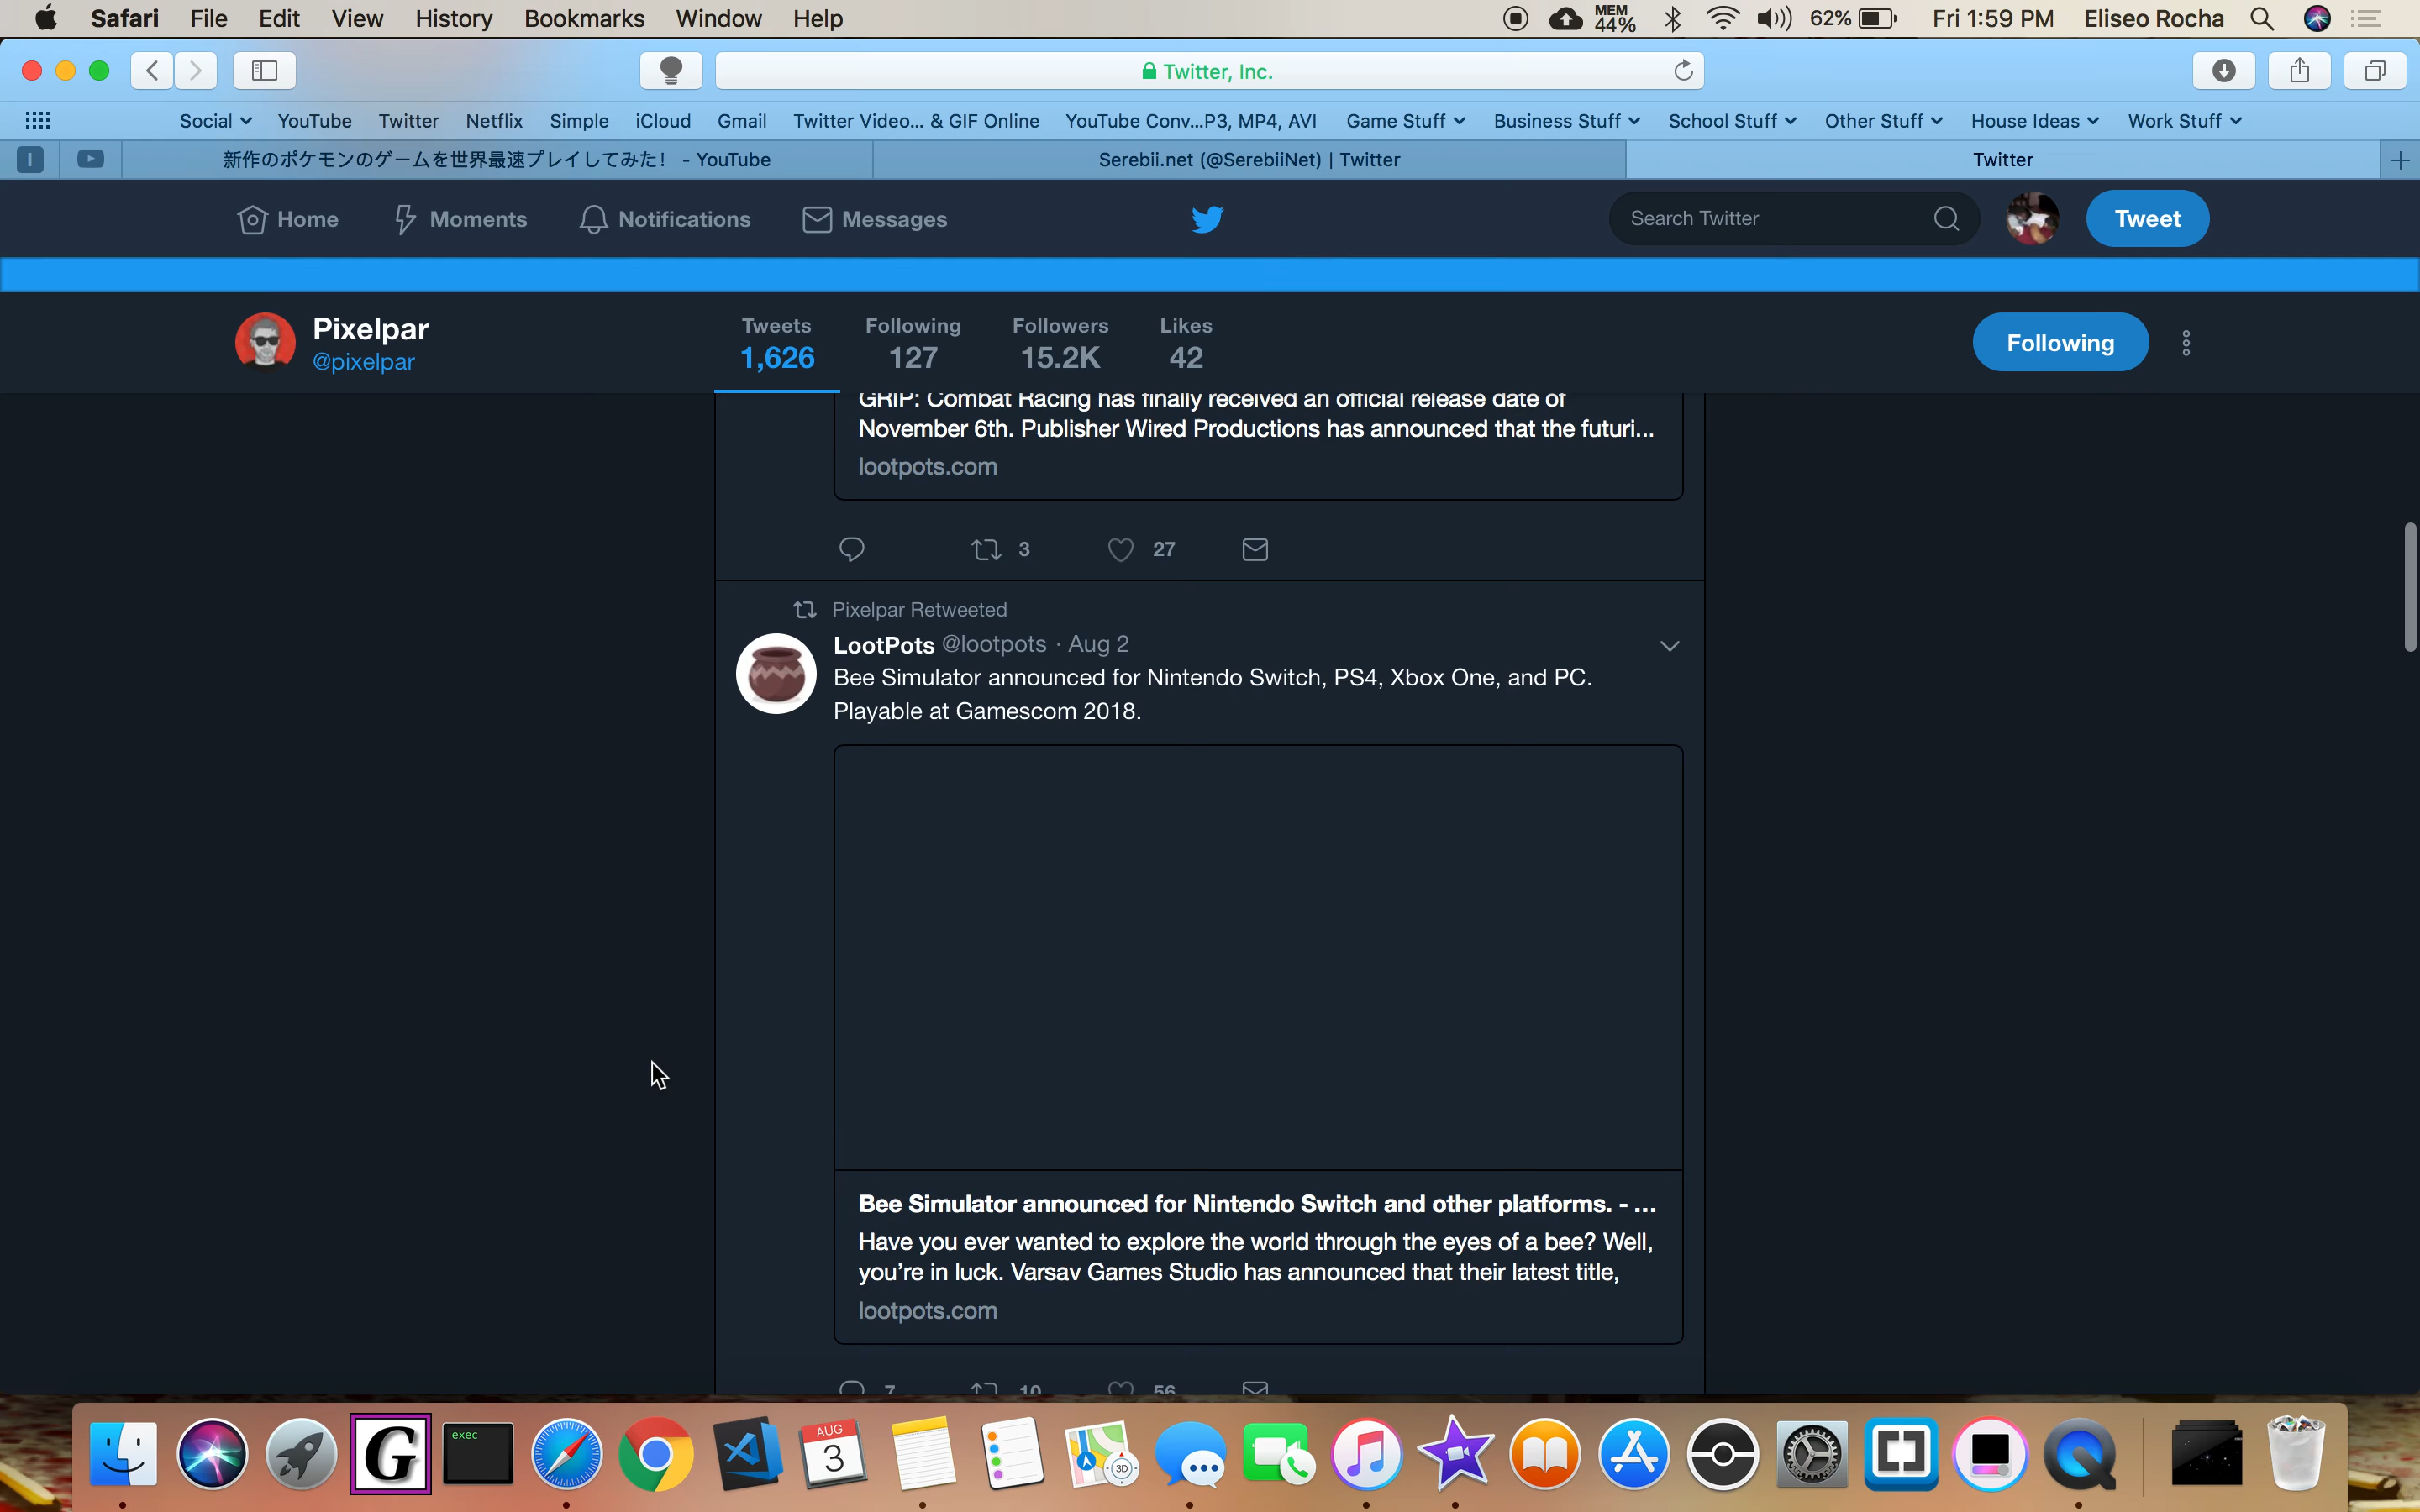 Safari File Edit View History Bookmarks Window Help MEM 44% 62% Fri 1:59 PM Eliseo Rocha
Twitter, Inc.
Social YouTube Twitter Netflix Simple iCloud Gmail Twitter Video... & GIF Online YouTube Conv...P3, MP4, AVI Game Stuff Business Stuff School Stuff Other Stuff House Ideas Work Stuff
I 新作のポケモンのゲームを世界最速プレイしてみた！ - YouTube Serebii.net (@SerebiiNet) | Twitter Twitter
Home Moments Notifications Messages Search Twitter Tweet
Pixelpar
@pixelpar
Tweets Following Followers Likes
1,626 127 15.2K 42
Following
GRIP: Combat Racing has finally received an official release date of
November 6th. Publisher Wired Productions has announced that the futuri...
lootpots.com
3 27
Pixelpar Retweeted
LootPots @lootpots · Aug 2
Bee Simulator announced for Nintendo Switch, PS4, Xbox One, and PC.
Playable at Gamescom 2018.
Bee Simulator announced for Nintendo Switch and other platforms. - ...
Have you ever wanted to explore the world through the eyes of a bee? Well,
you're in luck. Varsav Games Studio has announced that their latest title,
lootpots.com
7 10 56
G exec AUG 3 3D